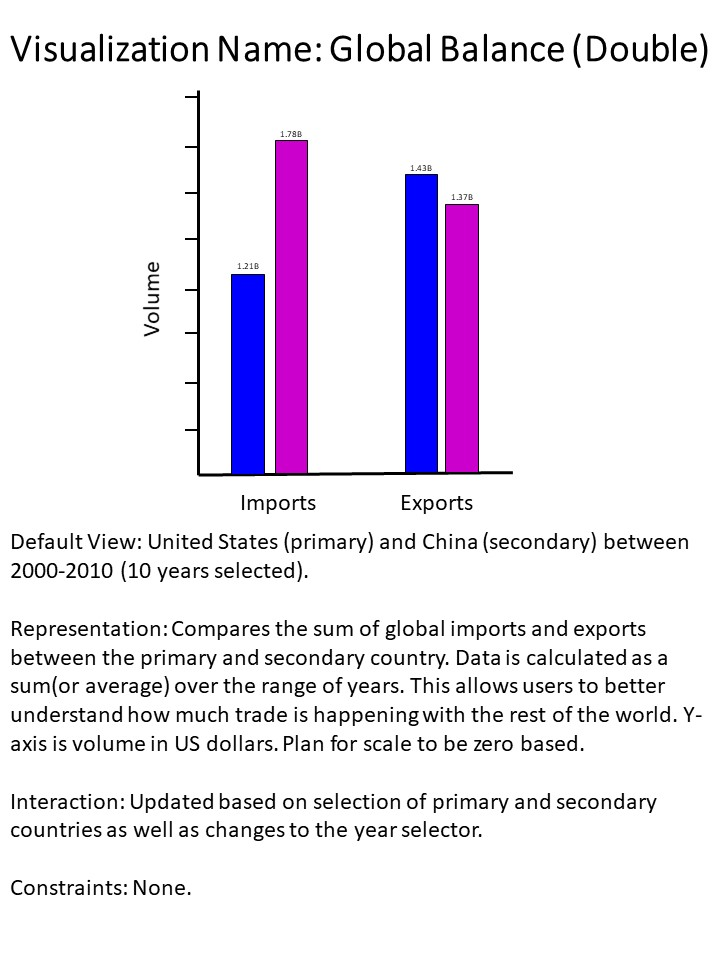 Visualization Name: Global Balance (Double)
1.78B
1.43B
1.37B
1.21B
Volume
Imports
Exports
Default View: United States (primary) and China (secondary) between
2000-2010 (10 years selected).
Representation: Compares the sum of global imports and exports
between the primary and secondary country. Data is calculated as a
sum(or average) over the range of years. This allows users to better
understand how much trade is happening with the rest of the world. Y-
axis is volume in US dollars. Plan for scale to be zero based.
Interaction: Updated based on selection of primary and secondary
countries as well as changes to the year selector.
Constraints: None.